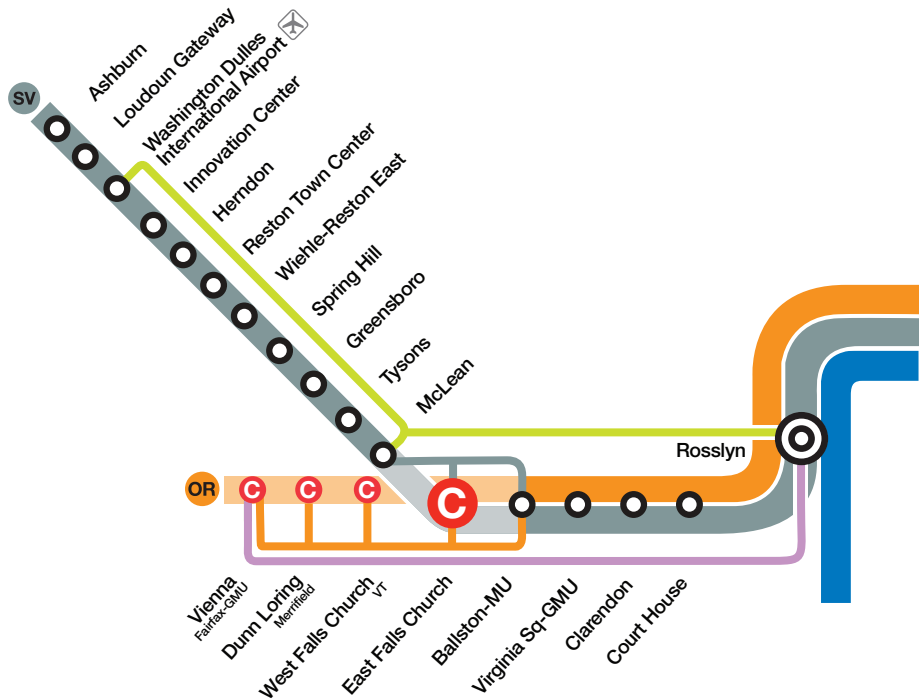 SV
Ashburn
Loudoun Gateway
Washington Dulles
International Airport
Innovation Center
Herndon
Reston Town Center
Wiehle-Reston East
Spring Hill
Greensboro
Tysons
McLean
Rosslyn
OR
C
C
C
C
Vienna
Fairfax-GMU
Dunn Loring
Merrifield
West Falls Church
VT
East Falls Church
Ballston-MU
Virginia Sq-GMU
Clarendon
Court House